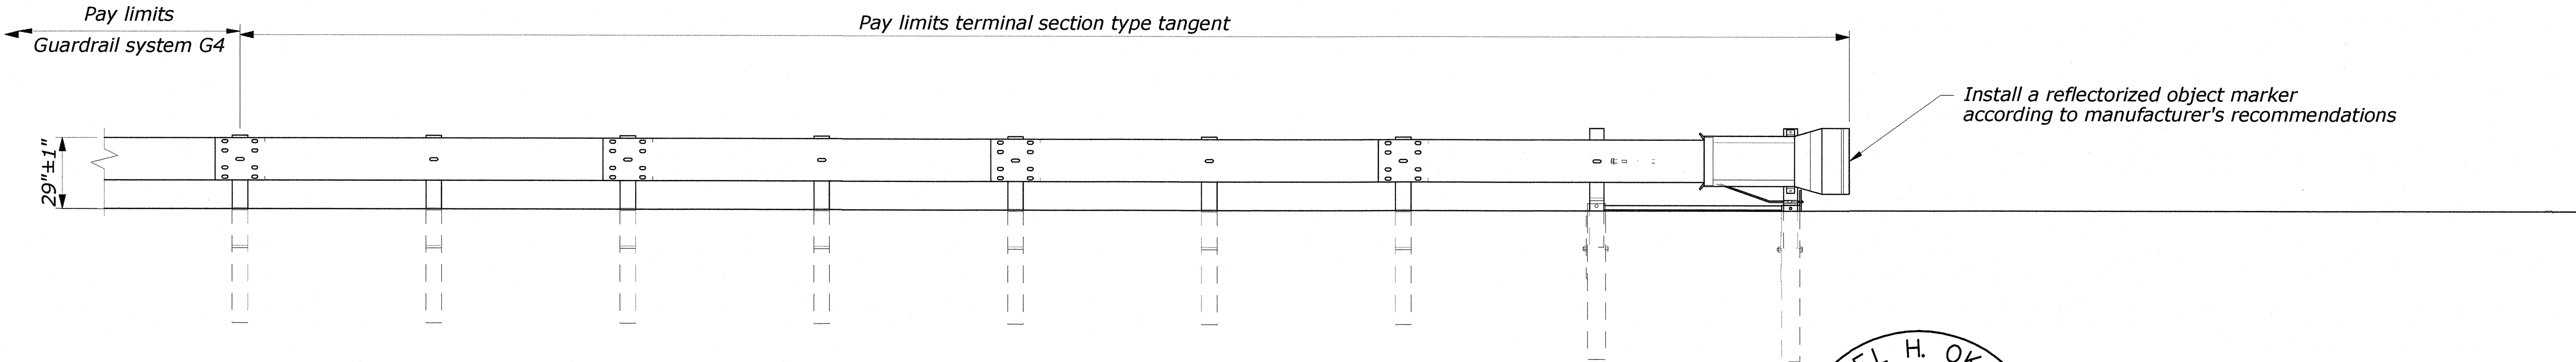 Pay limits
Guardrail system G4
Pay limits terminal section type tangent
Install a reflectorized object marker
according to manufacturer's recommendations
29"±1"
H. OK